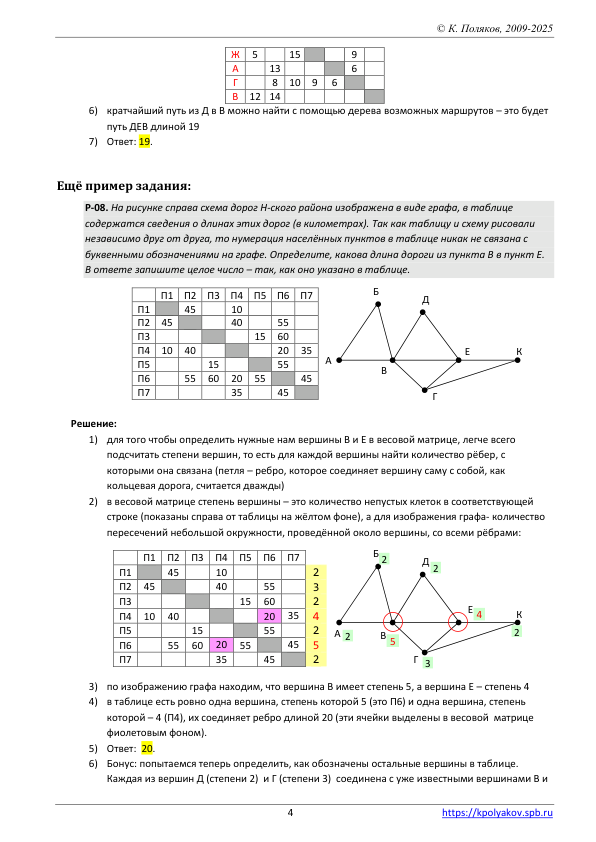 © К. Поляков, 2009-2025
Ж 5 15 9
А 13 6
Г 8 10 9 6
В 12 14
6) кратчайший путь из Д в В можно найти с помощью дерева возможных маршрутов – это будет
путь ДЕВ длиной 19
7) Ответ: 19.
Ещё пример задания:
Р-08. На рисунке справа схема дорог Н-ского района изображена в виде графа, в таблице
содержатся сведения о длинах этих дорог (в километрах). Так как таблицу и схему рисовали
независимо друг от друга, то нумерация населённых пунктов в таблице никак не связана с
буквенными обозначениями на графе. Определите, какова длина дороги из пункта В в пункт Е.
В ответе запишите целое число – так, как оно указано в таблице.
П1 П2 П3 П4 П5 П6 П7
П1 45 10
П2 45 40 55
П3 15 60
П4 10 40 20 35
П5 15 55
П6 55 60 20 55 45
П7 35 45
Б
Д
А
В
Е
К
Г
Решение:
1) для того чтобы определить нужные нам вершины В и Е в весовой матрице, легче всего
подсчитать степени вершин, то есть для каждой вершины найти количество рёбер, с
которыми она связана (петля – ребро, которое соединяет вершину саму с собой, как
кольцевая дорога, считается дважды)
2) в весовой матрице степень вершины – это количество непустых клеток в соответствующей
строке (показаны справа от таблицы на жёлтом фоне), а для изображения графа- количество
пересечений небольшой окружности, проведённой около вершины, со всеми рёбрами:
П1 П2 П3 П4 П5 П6 П7
П1 45 10 2
П2 45 40 55 3
П3 15 60 2
П4 10 40 20 35 4
П5 15 55 2
П6 55 60 20 55 45 5
П7 35 45 2
Б 2
Д 2
А 2
В 5
Е 4
К 2
Г 3
3) по изображению графа находим, что вершина В имеет степень 5, а вершина Е – степень 4
4) в таблице есть ровно одна вершина, степень которой 5 (это П6) и одна вершина, степень
которой – 4 (П4), их соединяет ребро длиной 20 (эти ячейки выделены в весовой матрице
фиолетовым фоном).
5) Ответ: 20.
6) Бонус: попытаемся теперь определить, как обозначены остальные вершины в таблице.
Каждая из вершин Д (степени 2) и Г (степени 3) соединена с уже известными вершинами В и
4
https://kpolyakov.spb.ru